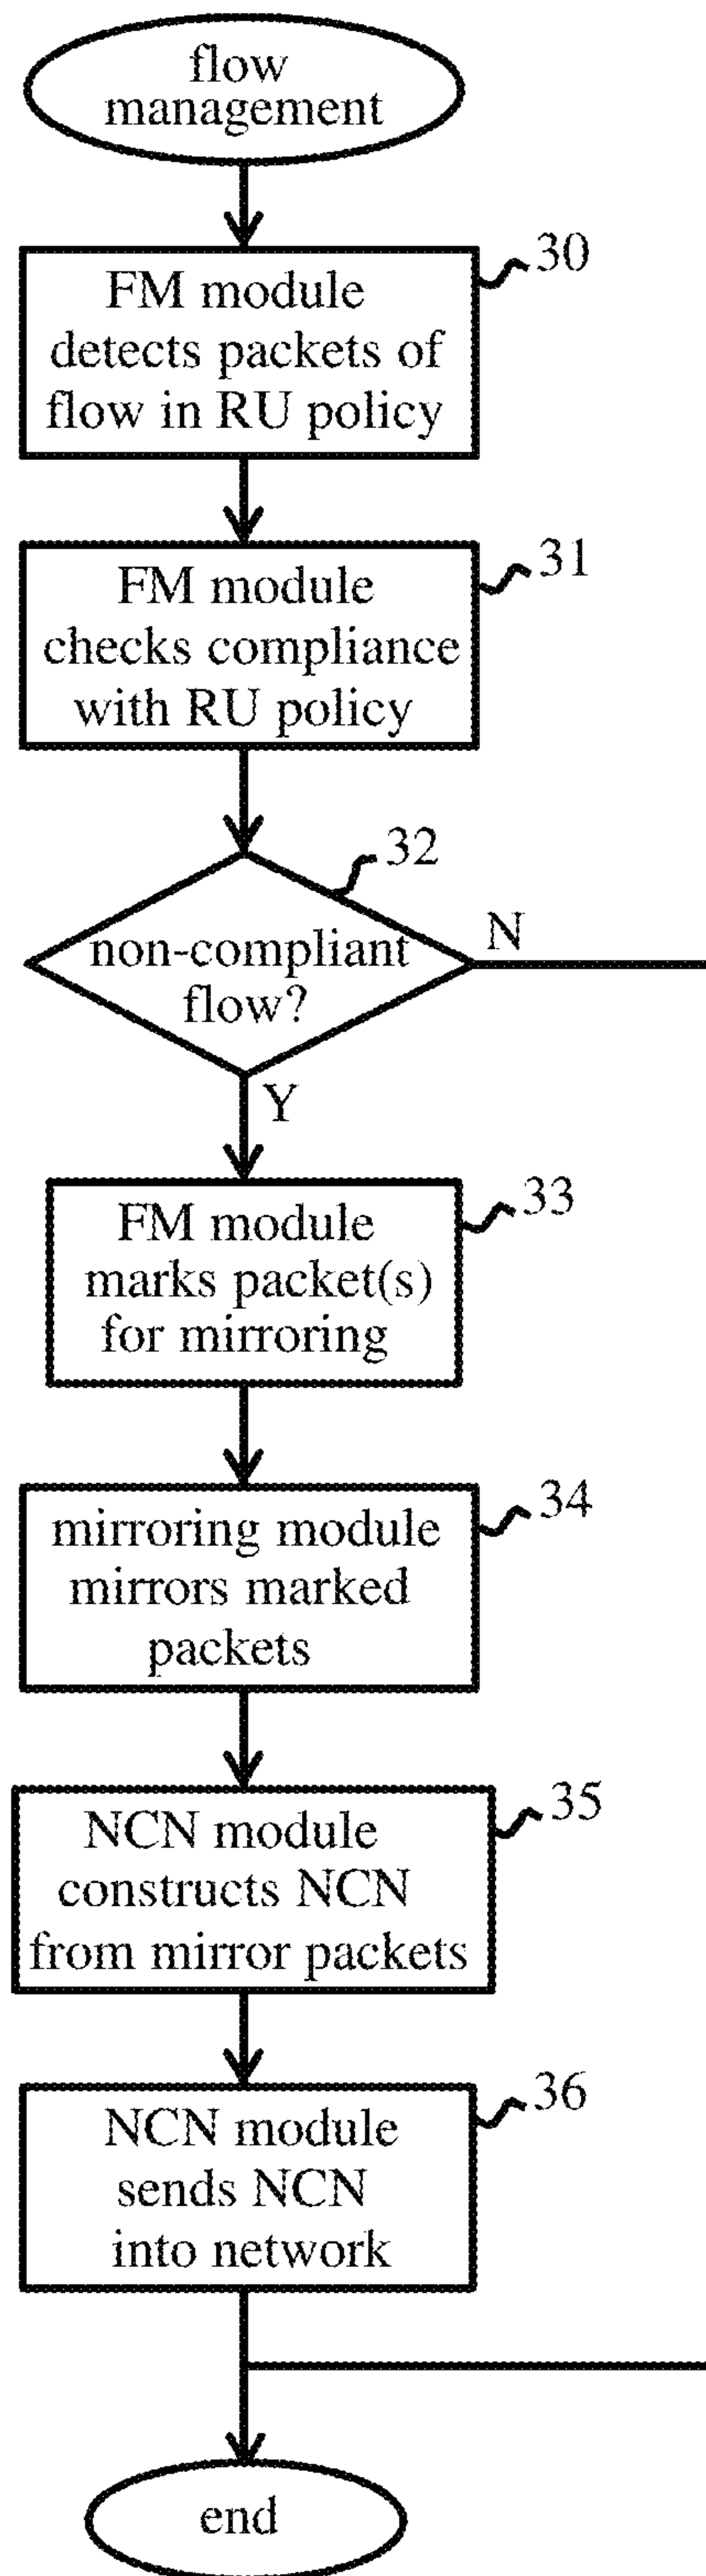 flow
management
30
FM module
detects packets of
flow in RU policy
31
FM module
checks compliance
with RU policy
32
non-compliant
flow?
N
Y
33
FM module
marks packet(s)
for mirroring
34
mirroring module
mirrors marked
packets
35
NCN module
constructs NCN
from mirror packets
36
NCN module
sends NCN
into network
end